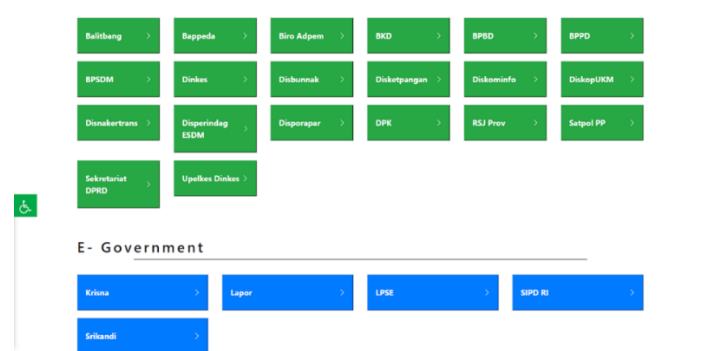 Balitbang
Bappeda
Biro Adpem
BKD
BPBD
BPPD
BPSDM
Dinkes
Disbunnak
Disketpangan
Diskominfo
DiskopUKM
Disnakertrans
Disperindag
ESDM
Disporapar
DPK
RSJ Prov
Satpol PP
Sekretariat
DPRD
Upelkes Dinkes
E- Government
Krisna
Lapor
LPSE
SIPD RI
Srikandi